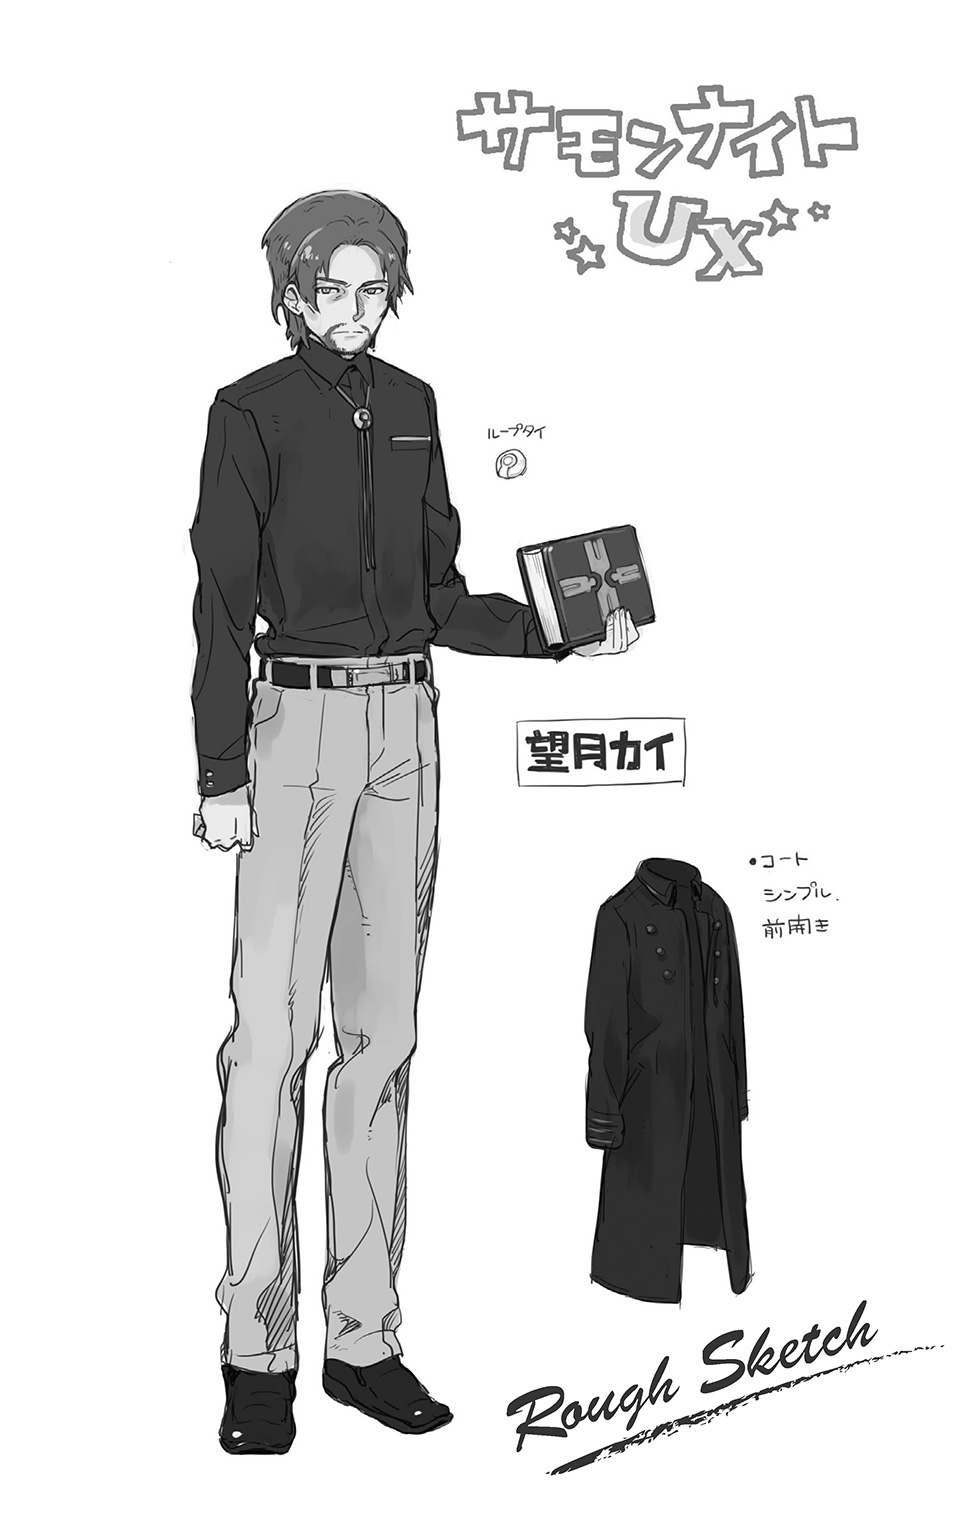 サモンナイト
UX
ループタイ
望月カイ
•コート
シンプル.
前開き
Rough Sketch